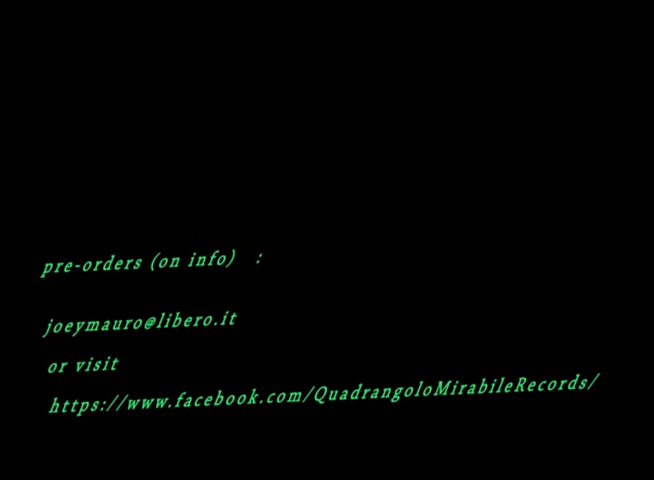 pre-orders (on info) :
joeymauro@libero.it
or visit
https://www.facebook.com/QuadrangoloMirabileRecords/